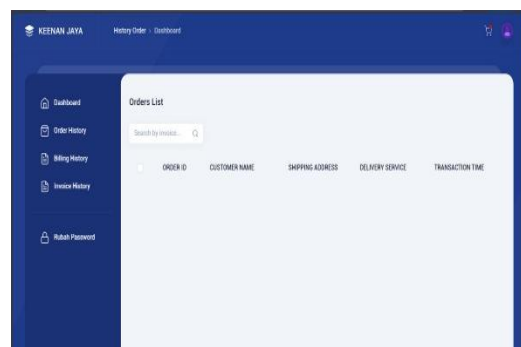 KEENAN JAYA
History Order > Dashboard
Dashboard
Order History
Billing History
Invoice History
Rubah Password
Orders List
Search by invoice...
ORDER ID CUSTOMER NAME SHIPPING ADDRESS DELIVERY SERVICE TRANSACTION TIME